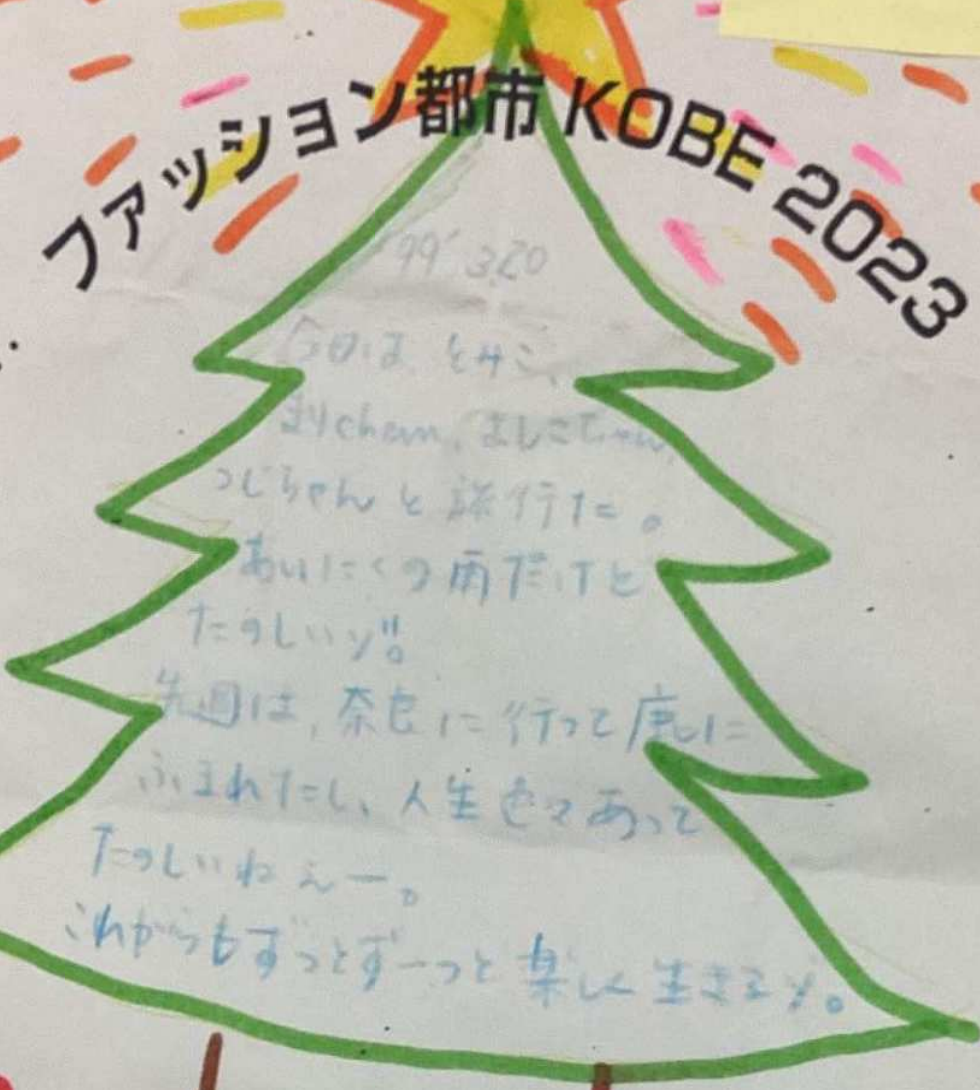 ファッション都市 KOBE 2023
'99' 3.20
今日は とみこ、
まりchan, よしこちゃん,
つじちゃんと 来た。
あいにくの雨だけと
たのしいゾ!!
先週は, 奈良に行って鹿に
ふまれたし、人生色々あって
たのしいねぇー。
これからもずっとずーっと楽しく生きるゾ。